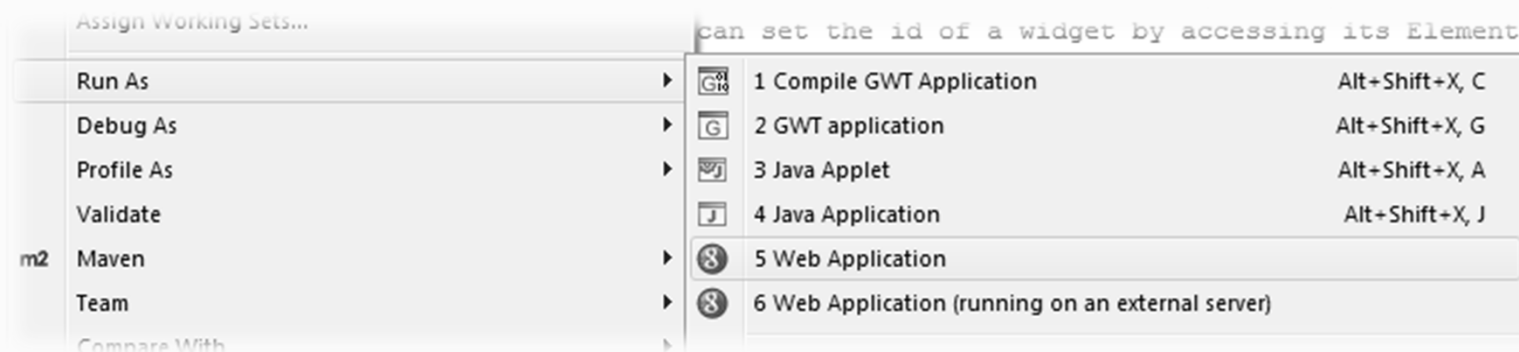 Assign Working Sets...
can set the id of a widget by accessing its Element
Run As
Debug As
Profile As
Validate
m2 Maven
Team
Compare With
1 Compile GWT Application Alt+Shift+X, C
2 GWT application Alt+Shift+X, G
3 Java Applet Alt+Shift+X, A
4 Java Application Alt+Shift+X, J
5 Web Application
6 Web Application (running on an external server)